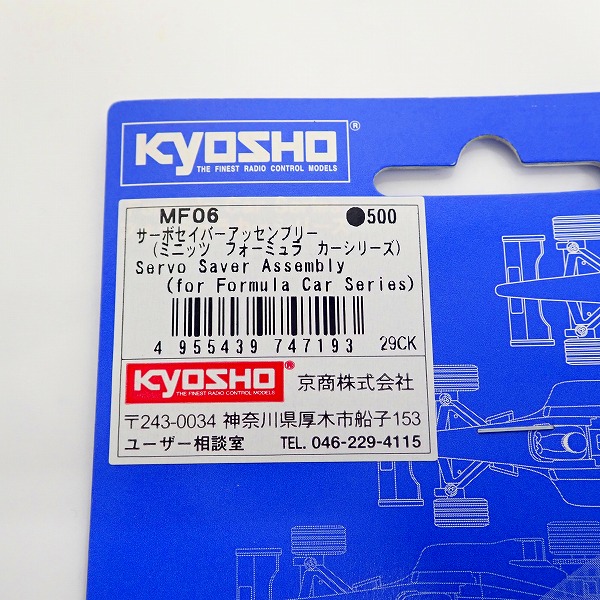 KYOSHO®
THE FINEST RADIO CONTROL MODELS
MF06 ●500
サーボセイバーアッセンブリー
(ミニッツ フォーミュラ カーシリーズ)
Servo Saver Assembly
(for Formula Car Series)
4 955439 747193 29CK
KYOSHO® 京商株式会社
THE FINEST RADIO CONTROL MODELS
〒243-0034 神奈川県厚木市船子153
ユーザー相談室 TEL. 046-229-4115